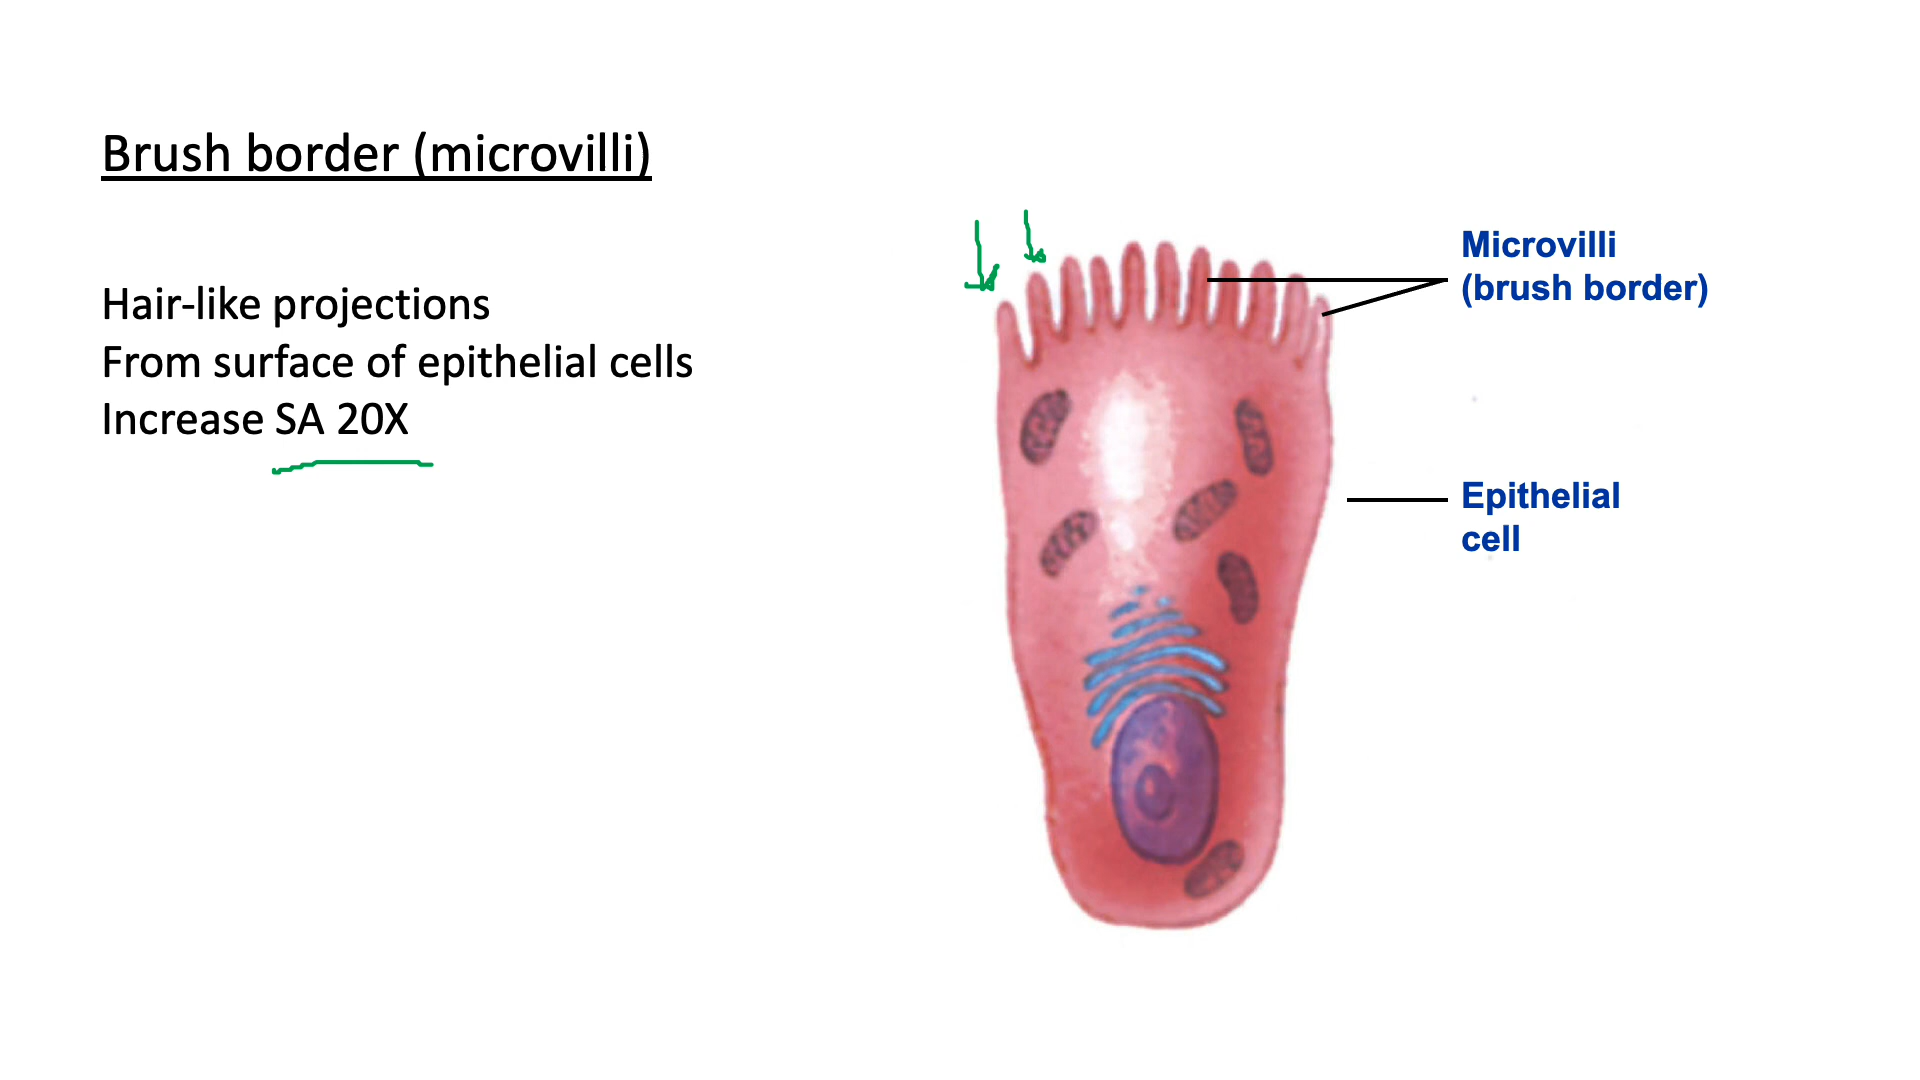 Brush border (microvilli)
Hair-like projections
From surface of epithelial cells
Increase SA 20X
Microvilli
(brush border)
Epithelial
cell